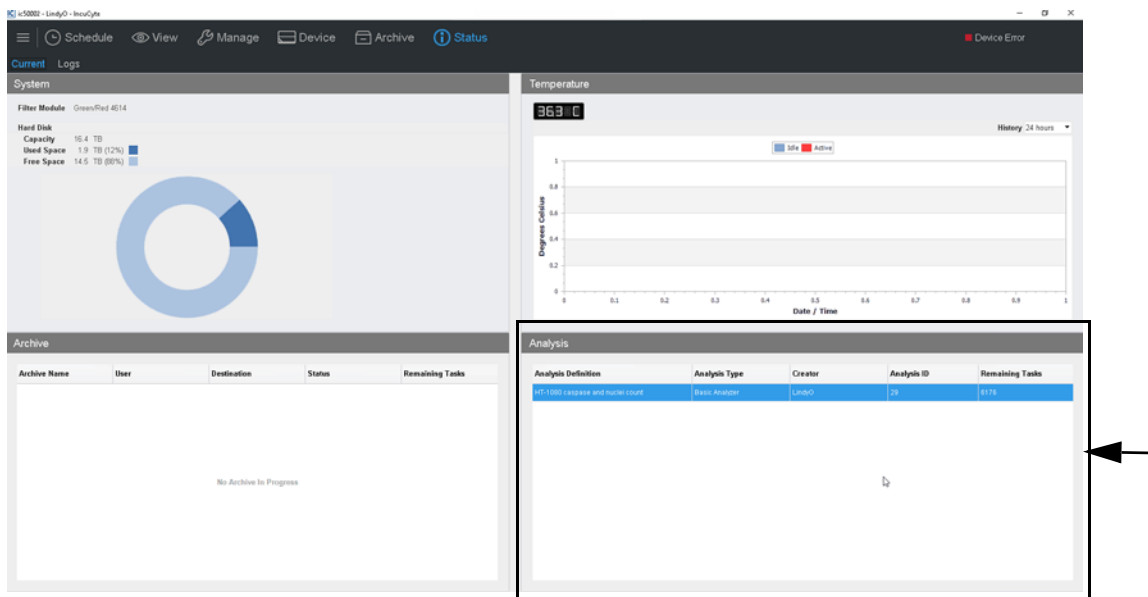 ic50002 - LindyO - IncuCyte
Schedule View Manage Device Archive Status Device Error
Current Logs
System
Filter Module Green/Red 4614
Hard Disk
Capacity 16.4 TB
Used Space 1.9 TB (12%)
Free Space 14.5 TB (88%)
Temperature
363 C
History 24 hours
Idle Active
1
0.8
0.6
0.4
0.2
0
Degrees Celsius
0 0.1 0.2 0.3 0.4 0.5 0.6 0.7 0.8 0.9 1
Date / Time
Archive
Archive Name User Destination Status Remaining Tasks
No Archive In Progress
Analysis
Analysis Definition Analysis Type Creator Analysis ID Remaining Tasks
HT-1080 caspase and nuclei count Basic Analyzer LindyO 29